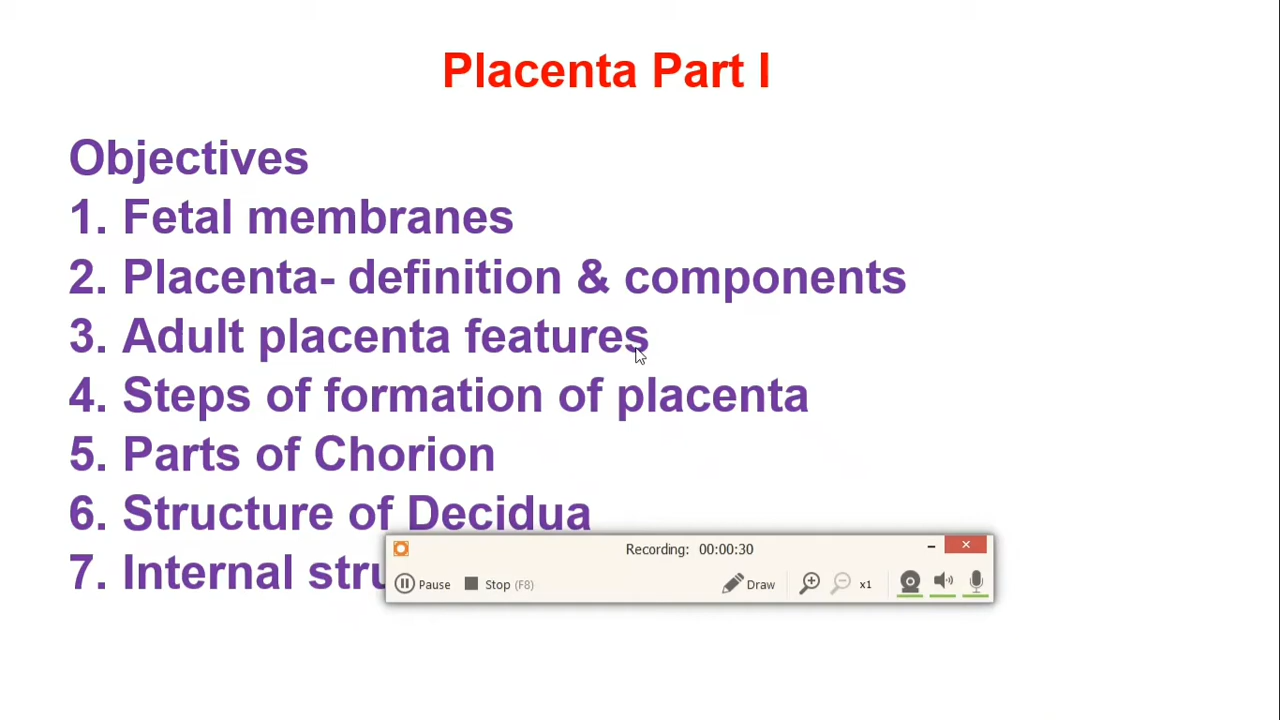 Placenta Part I
Objectives
1. Fetal membranes
2. Placenta- definition & components
3. Adult placenta features
4. Steps of formation of placenta
5. Parts of Chorion
6. Structure of Decidua
7. Internal
Recording: 00:00:30
Pause Stop (F8) Draw x1